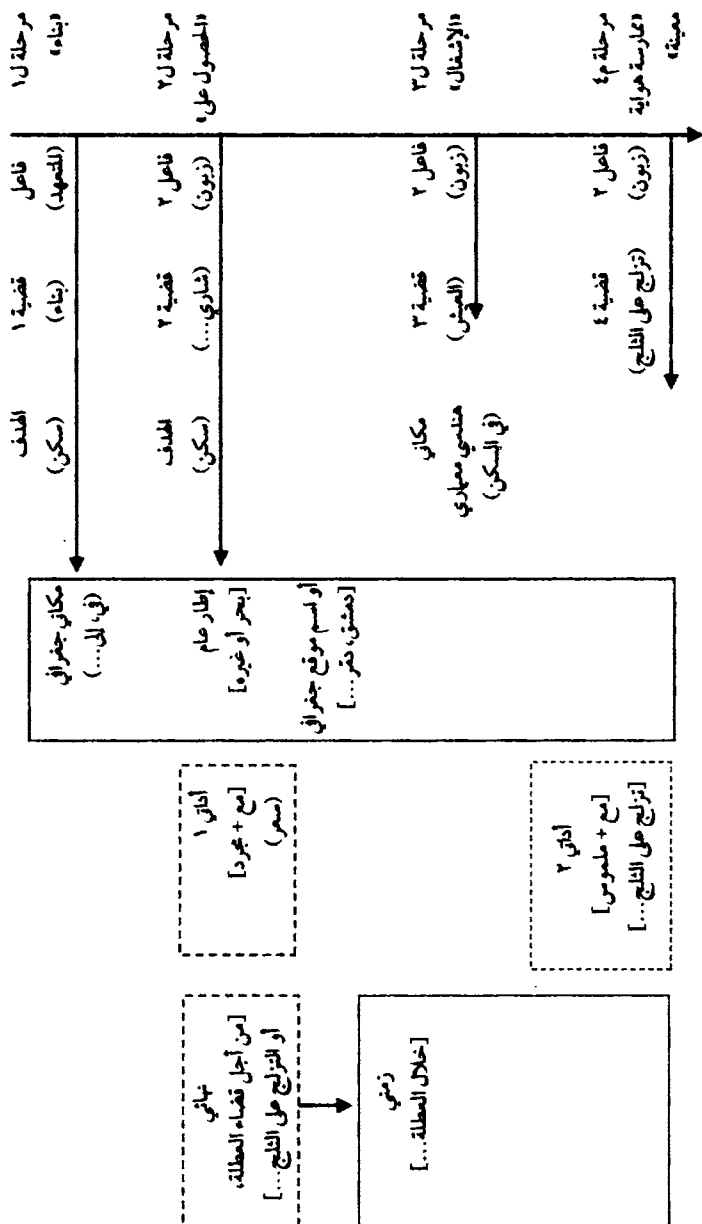 مرحلة ل١
«بناء»
فاعل
(المتعهد)
قضية ١
(بناء)
الهدف
(سكن)
مكاني جغرافي
(في، إلى...)
مرحلة ل٢
«الحصول على»
فاعل ٢
(زبون)
قضية ٢
(شاري...)
الهدف
(سكن)
إطار عام
[بحر أو غيره]
أو اسم موقع جغرافي
[دمشق، دمر...]
أداتي ١
[مع + مجرد]
(سعر)
نهائي
[من أجل قضاء العطلة،
أو التزلج على الثلج...]
مرحلة ل٣
«الإشغال»
فاعل ٢
(زبون)
قضية ٣
(العيش)
مكاني
هندسي معماري
(في السكن)
زمني
[خلال العطلة...]
مرحلة م٤
«ممارسة هواية
معينة»
فاعل ٢
(زبون)
قضية ٤
(تزلج على الثلج)
أداتي ٢
[مع + ملموس]
[تزلج على الثلج...]